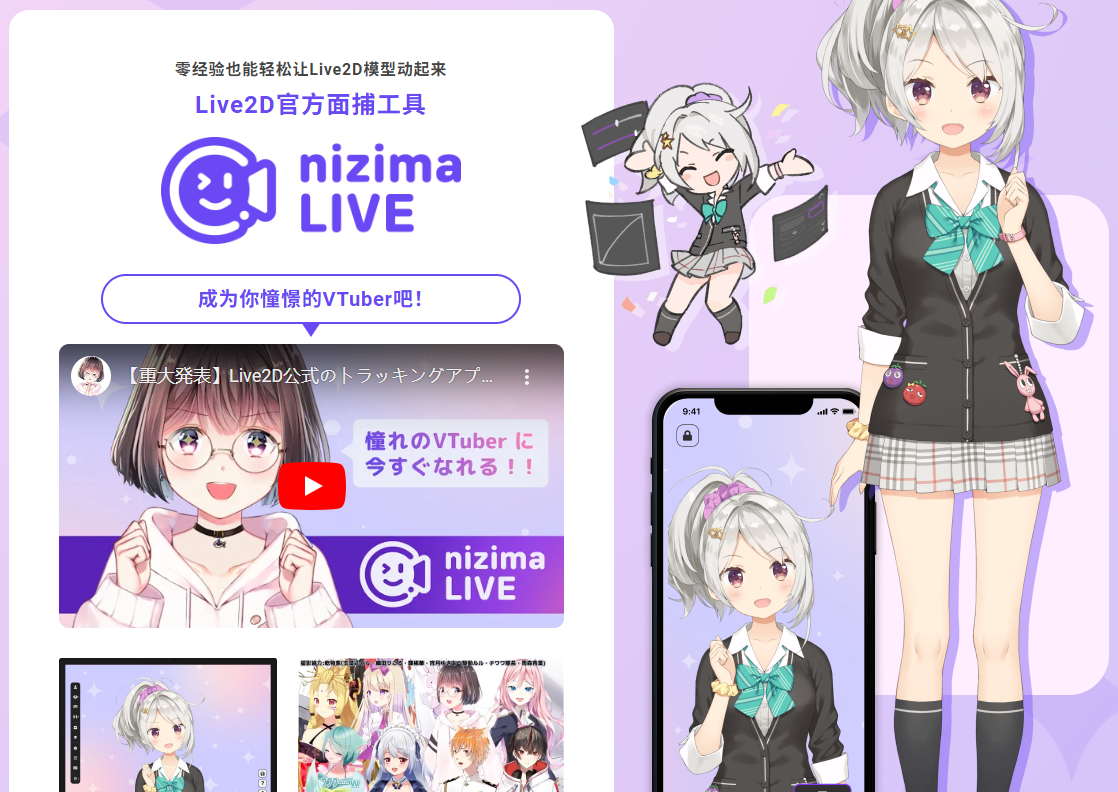 零经验也能轻松让Live2D模型动起来
Live2D官方面捕工具
nizima
LIVE
成为你憧憬的VTuber吧！
【重大発表】Live2D公式のトラッキングアプ...
憧れのVTuber に
今すぐなれる！！
nizima
LIVE
9:41